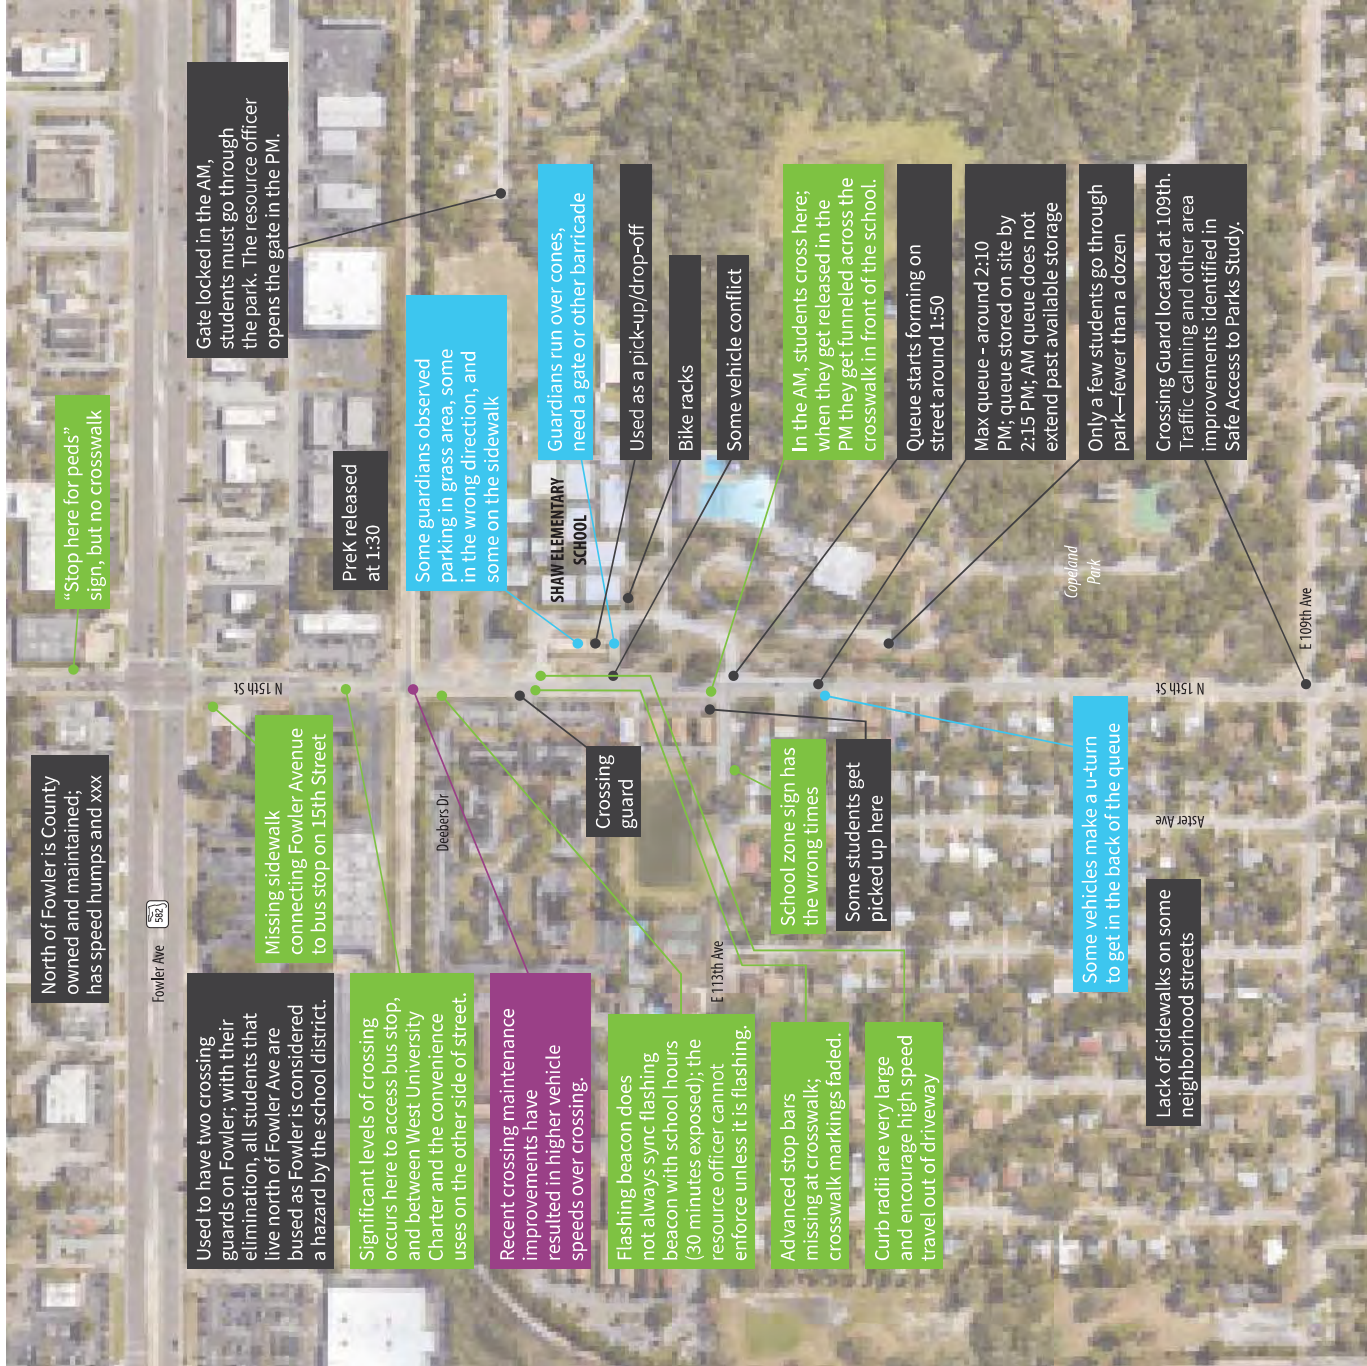 "Stop here for peds"
sign, but no crosswalk
North of Fowler is County
owned and maintained;
has speed humps and xxx
Fowler Ave
582
Gate locked in the AM,
students must go through
the park. The resource officer
opens the gate in the PM.
N 15th St
Missing sidewalk
connecting Fowler Avenue
to bus stop on 15th Street
Used to have two crossing
guards on Fowler; with their
elimination, all students that
live north of Fowler Ave are
bused as Fowler is considered
a hazard by the school district.
PreK released
at 1:30
Significant levels of crossing
occurs here to access bus stop,
and between West University
Charter and the convenience
uses on the other side of street.
Some guardians observed
parking in grass area, some
in the wrong direction, and
some on the sidewalk
Deebers Dr
Recent crossing maintenance
improvements have
resulted in higher vehicle
speeds over crossing.
Guardians run over cones,
need a gate or other barricade
SHAW ELEMENTARY
SCHOOL
Used as a pick-up/drop-off
Bike racks
Some vehicle conflict
Crossing
guard
Flashing beacon does
not always sync flashing
beacon with school hours
(30 minutes exposed); the
resource officer cannot
enforce unless it is flashing.
E 113th Ave
In the AM, students cross here;
when they get released in the
PM they get funneled across the
crosswalk in front of the school.
School zone sign has
the wrong times
Advanced stop bars
missing at crosswalk;
crosswalk markings faded.
Some students get
picked up here
Curb radii are very large
and encourage high speed
travel out of driveway
Queue starts forming on
street around 1:50
Max queue - around 2:10
PM; queue stored on site by
2:15 PM; AM queue does not
extend past available storage
Only a few students go through
park—fewer than a dozen
Copeland
Park
Some vehicles make a u-turn
to get in the back of the queue
Crossing Guard located at 109th.
Traffic calming and other area
improvements identified in
Safe Access to Parks Study.
N 15th St
Aster Ave
Lack of sidewalks on some
neighborhood streets
E 109th Ave